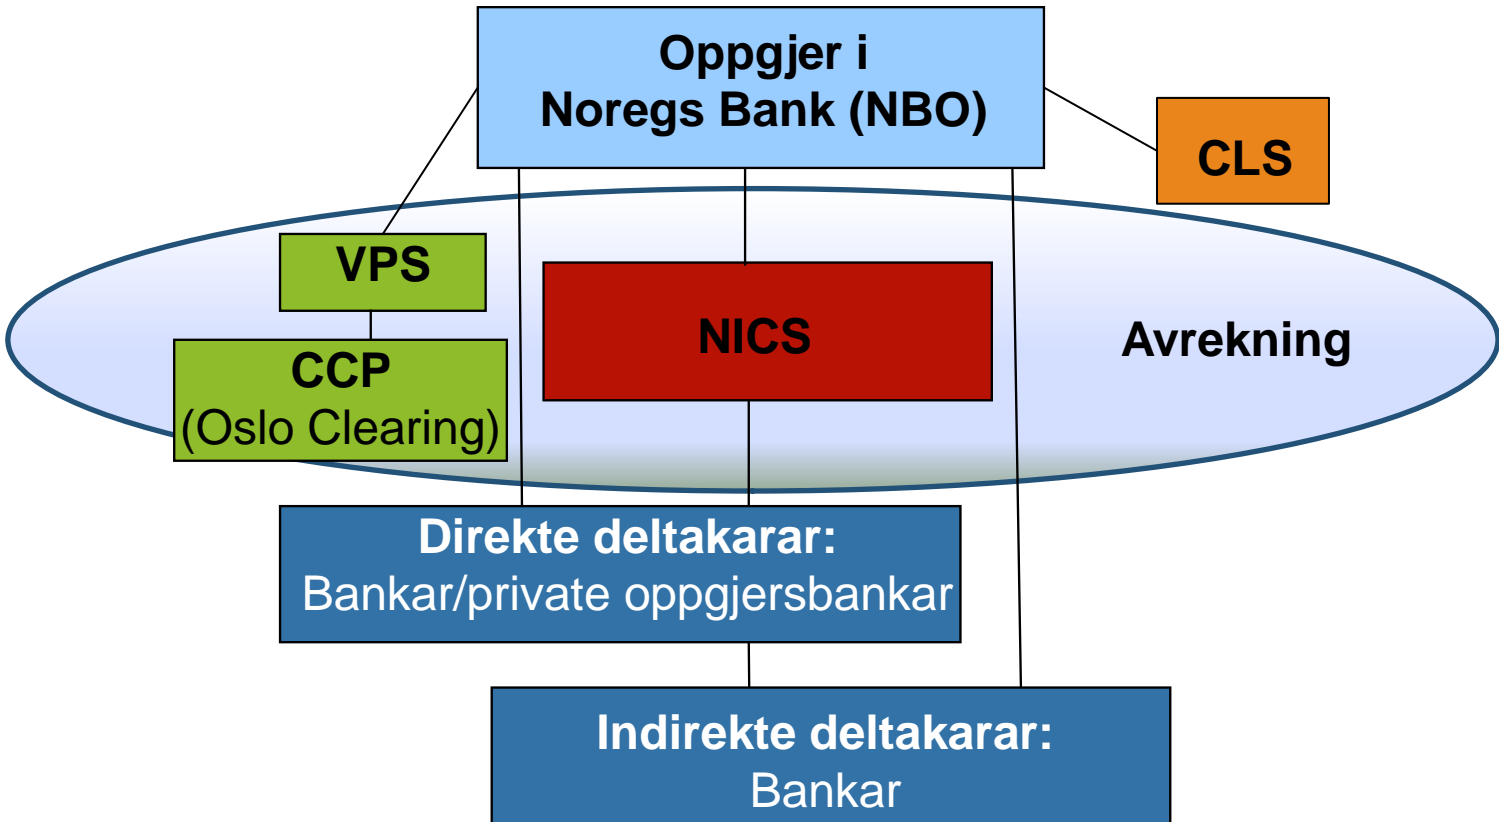 Oppgjer i
Noregs Bank (NBO)
CLS
VPS
NICS
Avrekning
CCP
(Oslo Clearing)
Direkte deltakarar:
Bankar/private oppgjersbankar
Indirekte deltakarar:
Bankar